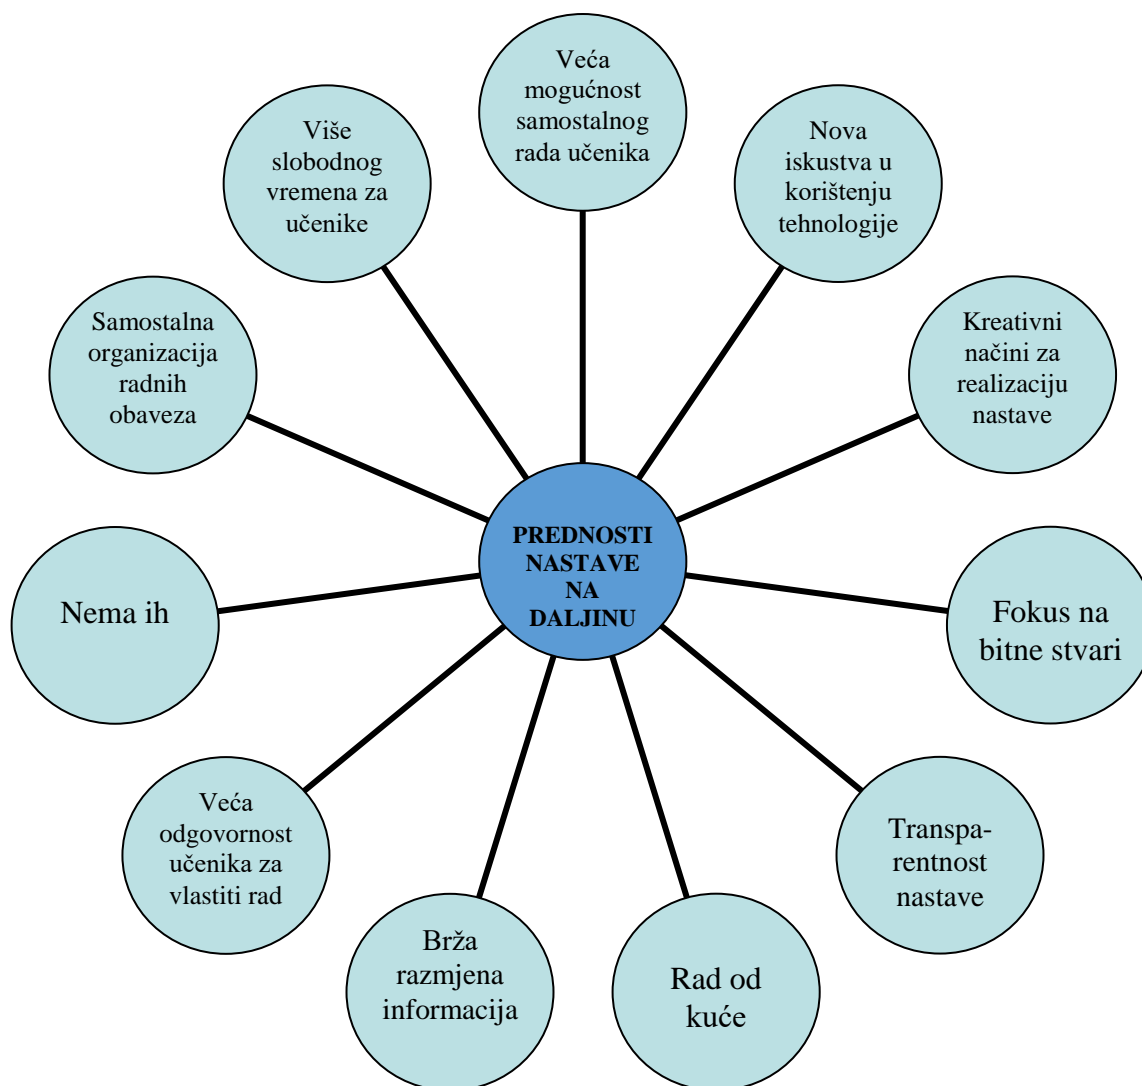 Veća
mogućnost
samostalnog
rada učenika
Nova
iskustva u
korištenju
tehnologije
Kreativni
načini za
realizaciju
nastave
Fokus na
bitne stvari
Transpa-
rentnost
nastave
Rad od
kuće
Brža
razmjena
informacija
Veća
odgovornost
učenika za
vlastiti rad
Nema ih
Samostalna
organizacija
radnih
obaveza
Više
slobodnog
vremena za
učenike
PREDNOSTI
NASTAVE
NA
DALJINU